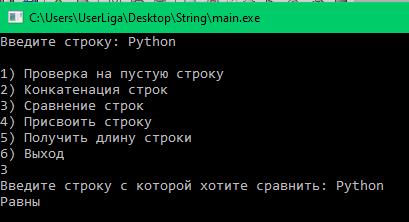 C:\Users\UserLiga\Desktop\String\main.exe
Введите строку: Python
1) Проверка на пустую строку
2) Конкатенация строк
3) Сравнение строк
4) Присвоить строку
5) Получить длину строки
6) Выход
3
Введите строку с которой хотите сравнить: Python
Равны